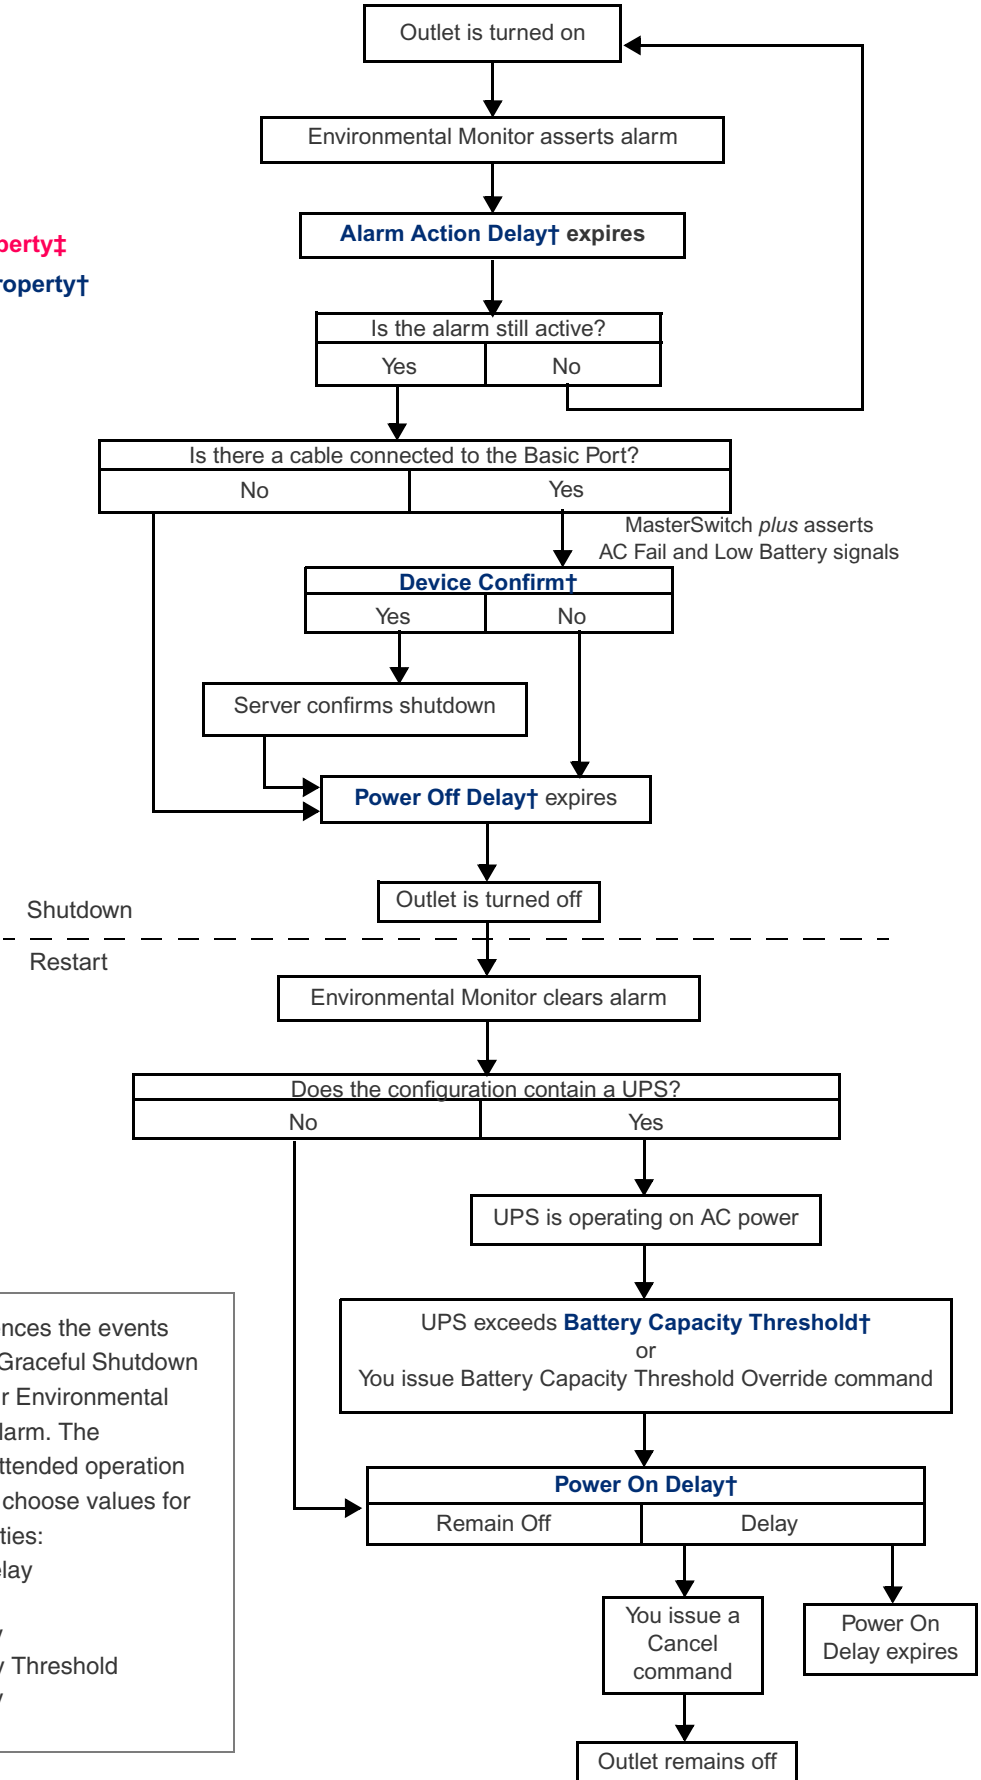 Outlet is turned on
Environmental Monitor asserts alarm
Alarm Action Delay† expires
perty‡
roperty†
Is the alarm still active?
Yes
No
Is there a cable connected to the Basic Port?
No
Yes
MasterSwitch plus asserts
AC Fail and Low Battery signals
Device Confirm†
Yes
No
Server confirms shutdown
Power Off Delay† expires
Outlet is turned off
Shutdown
Restart
Environmental Monitor clears alarm
Does the configuration contain a UPS?
No
Yes
UPS is operating on AC power
UPS exceeds Battery Capacity Threshold†
or
You issue Battery Capacity Threshold Override command
Power On Delay†
Remain Off
Delay
You issue a
Cancel
command
Power On
Delay expires
Outlet remains off
nces the events
Graceful Shutdown
r Environmental
larm. The
ttended operation
choose values for
ties:
elay
y
y Threshold
y